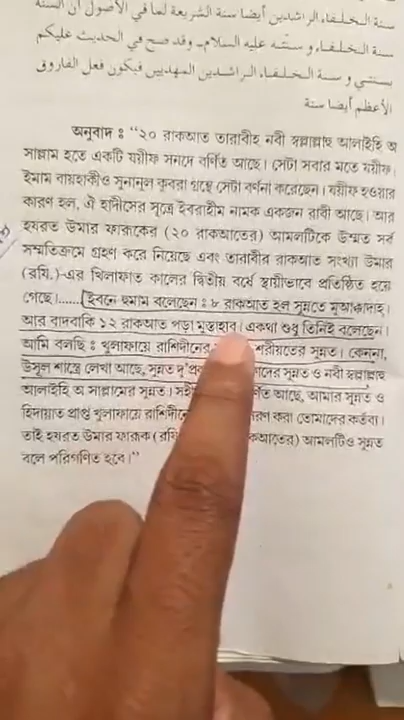 سنة الخلفاء الراشدين أيضا سنة الشريعة لما في الأصول ان السنة
سنة الخلفاء و سنته عليه السلام۔ وقد صح في الحديث عليكم
بسنتي و سنة الخلفاء الراشدين المهديين فيكون فعل الفاروق
الأعظم أيضا سنة
অনুবাদ : "২০ রাকআত তারাবীহ নবী স্বল্লাল্লাহু আলাইহি অ
সাল্লাম হতে একটি যয়ীফ সনদে বর্ণিত আছে। সেটা সবার মতে যয়ীফ।
ইমাম বায়হাকীও সুনানুল কুবরা গ্রন্থে সেটা বর্ণনা করেছেন। যয়ীফ হওয়ার
কারণ হল, ঐ হাদীসের সূত্রে ইবরাহীম নামক একজন রাবী আছে। আর
হযরত উমার ফারূকের (২০ রাকআতের) আমলটিকে উম্মত সর্ব
সম্মতিক্রমে গ্রহণ করে নিয়েছে এবং তারাবীর রাকআত সংখ্যা উমার
(রযি.)-এর খিলাফাত কালের দ্বিতীয় বর্ষে স্থায়ীভাবে প্রতিষ্ঠিত হয়ে
গেছে।......ইবনে হুমাম বলেছেন : ৮ রাকআত হল সুন্নতে মুআক্কাদাহ।
আর বাদবাকি ১২ রাকআত পড়া মুস্তাহাব। একথা শুধু তিনিই বলেছেন।
আমি বলছি : খুলাফায়ে রাশিদীনের শরীয়তের সুন্নত। কেননা,
উসূল শাস্ত্রে লেখা আছে, সুন্নত দু' সুন্নত ও নবী স্বল্লাল্লাহু
আলাইহি অ সাল্লামের সুন্নত। আছে, আমার সুন্নত ও
হিদায়াত প্রাপ্ত খুলাফায়ে রাশিদীনের করা তোমাদের কর্তব্য।
তাই হযরত উমার ফারূক আমলটিও সুন্নত
বলে পরিগণিত হবে।"